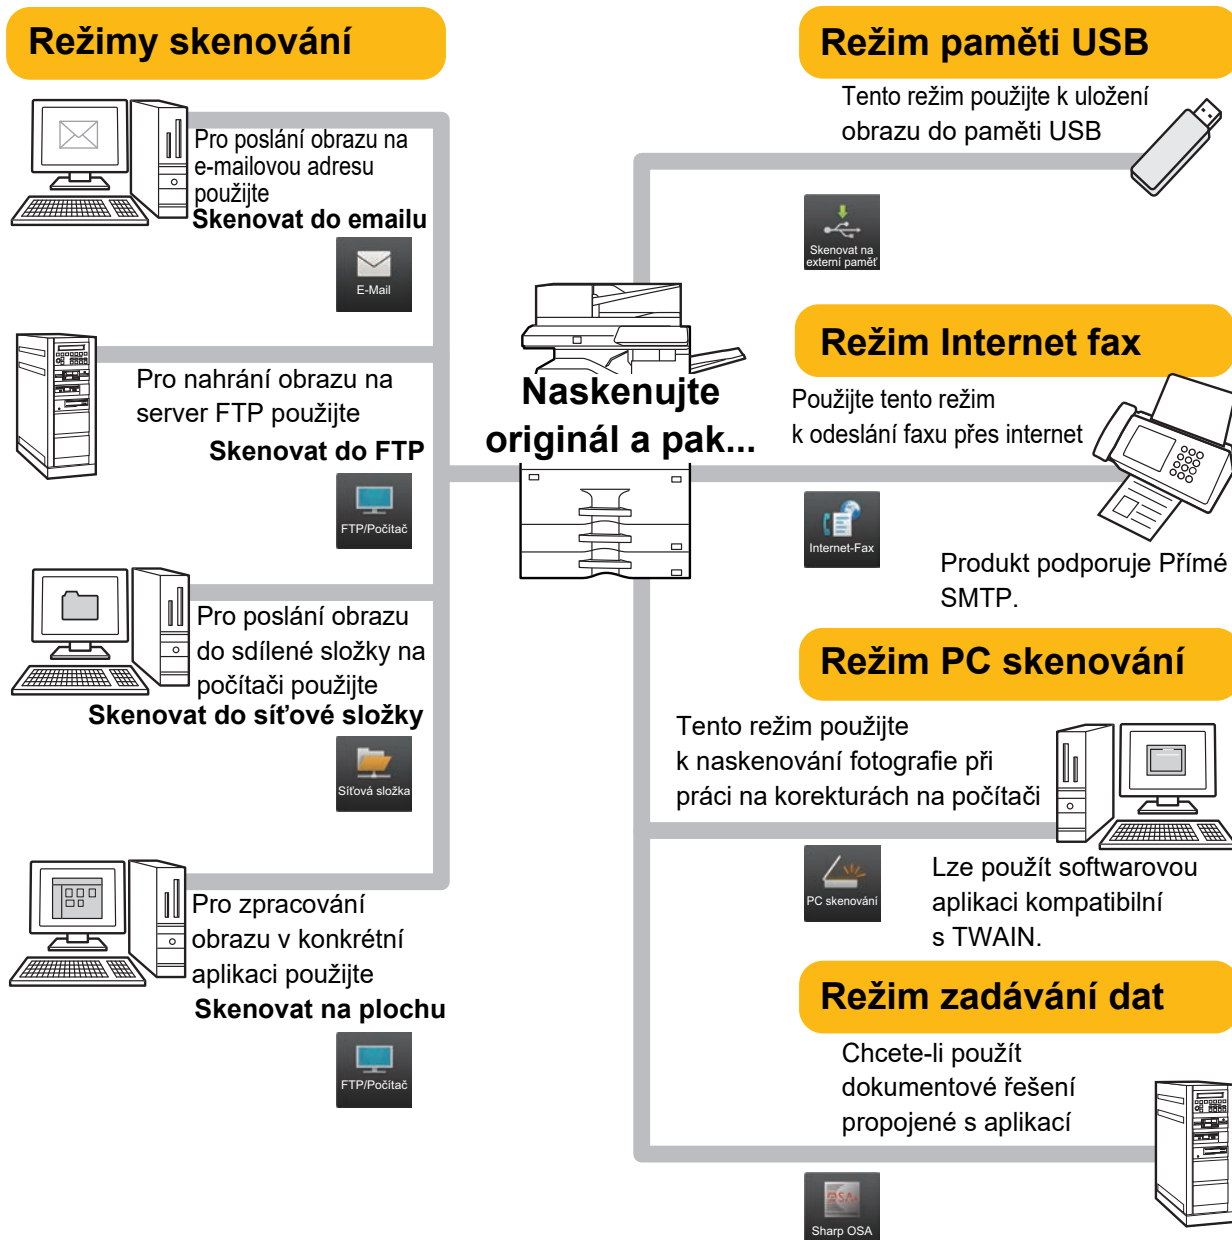 Režimy skenování
Pro poslání obrazu na
e-mailovou adresu
použijte
Skenovat do emailu
E-Mail
Pro nahrání obrazu na
server FTP použijte
Skenovat do FTP
FTP/Počítač
Pro poslání obrazu
do sdílené složky na
počítači použijte
Skenovat do síťové složky
Síťová složka
Pro zpracování
obrazu v konkrétní
aplikaci použijte
Skenovat na plochu
FTP/Počítač
Naskenujte
originál a pak...
Režim paměti USB
Tento režim použijte k uložení
obrazu do paměti USB
Skenovat na
externí paměť
Režim Internet fax
Použijte tento režim
k odeslání faxu přes internet
Internet-Fax
Produkt podporuje Přímé
SMTP.
Režim PC skenování
Tento režim použijte
k naskenování fotografie při
práci na korekturách na počítači
PC skenování
Lze použít softwarovou
aplikaci kompatibilní
s TWAIN.
Režim zadávání dat
Chcete-li použít
dokumentové řešení
propojené s aplikací
OSA
Sharp OSA